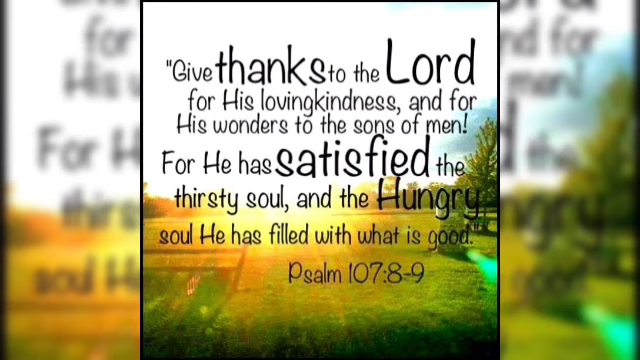 "Give thanks to the Lord
for His lovingkindness, and for
His wonders to the sons of men!
For He has satisfied the
thirsty soul, and the Hungry
soul He has filled with what is good."
Psalm 107:8-9